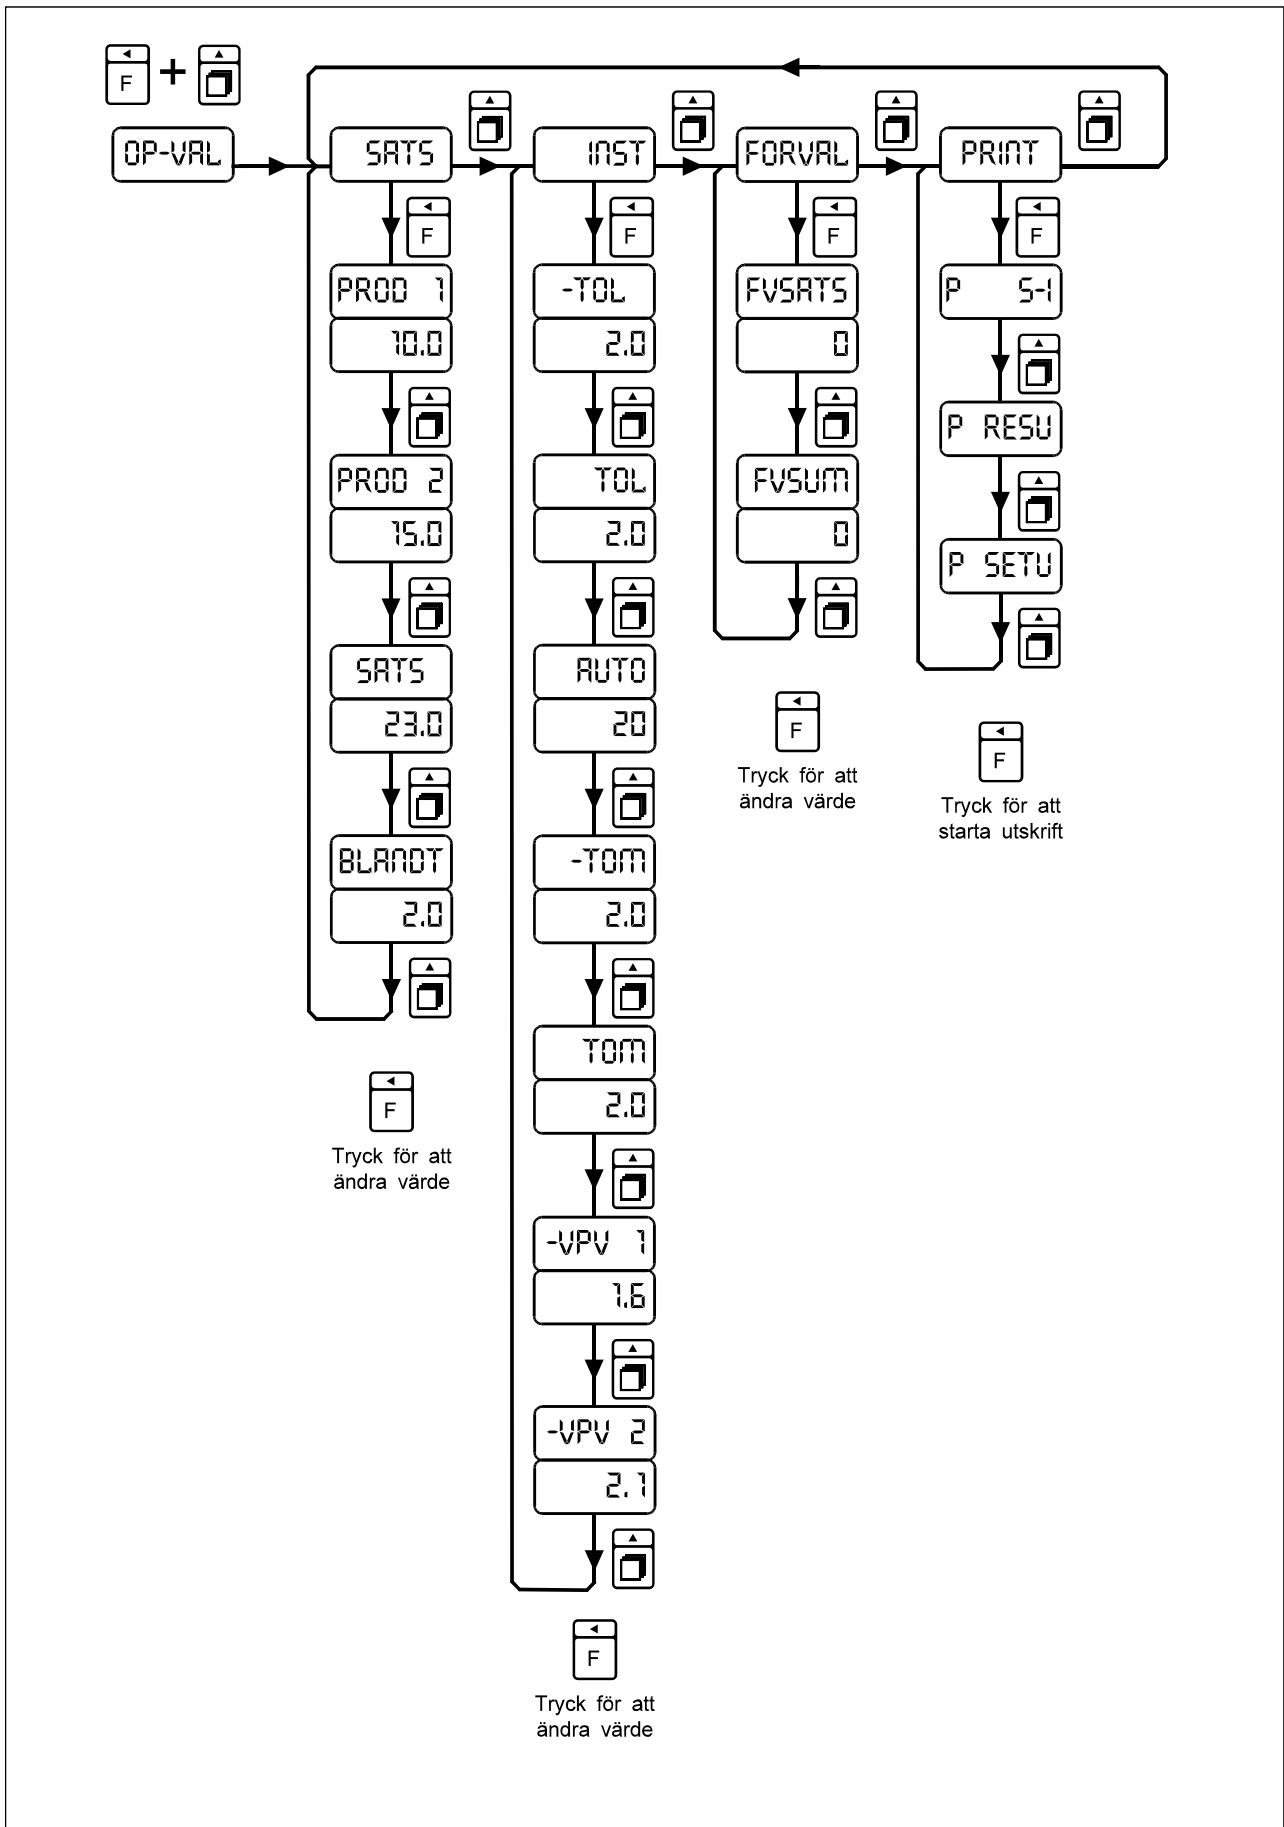 F + 
OP-VAL
SATS
INST
FORVAL
PRINT
F
PROD 1
10.0
PROD 2
15.0
SATS
23.0
BLANDT
2.0
F
Tryck för att
ändra värde
F
-TOL
2.0
TOL
2.0
AUTO
20
-TOM
2.0
TOM
2.0
-VPV 1
1.6
-VPV 2
2.1
F
Tryck för att
ändra värde
F
FVSATS
0
FVSUM
0
F
Tryck för att
ändra värde
F
P S-1
P RESU
P SETU
F
Tryck för att
starta utskrift